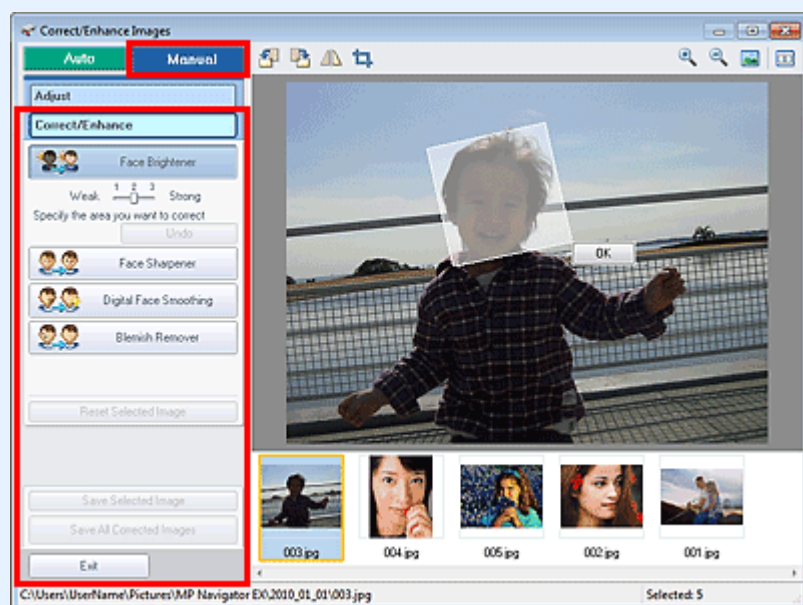 Correct/Enhance Images
Auto Manual
Adjust
Correct/Enhance
Face Brightener
1 2 3
Weak Strong
Specify the area you want to correct
Undo
Face Sharpener
Digital Face Smoothing
Blemish Remover
Reset Selected Image
Save Selected Image
Save All Corrected Images
Exit
OK
003.jpg 004.jpg 005.jpg 002.jpg 001.jpg
C:\Users\UserName\Pictures\MP Navigator EX\2010_01_01\003.jpg Selected: 5